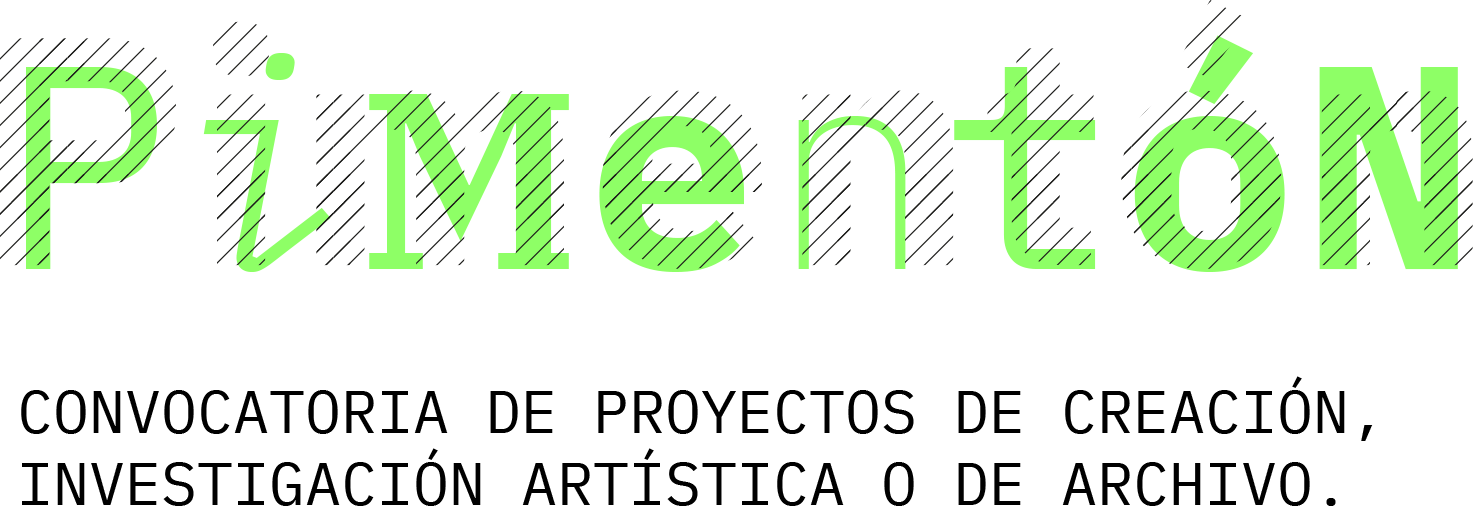 PiMentóN
CONVOCATORIA DE PROYECTOS DE CREACIÓN,
INVESTIGACIÓN ARTÍSTICA O DE ARCHIVO.